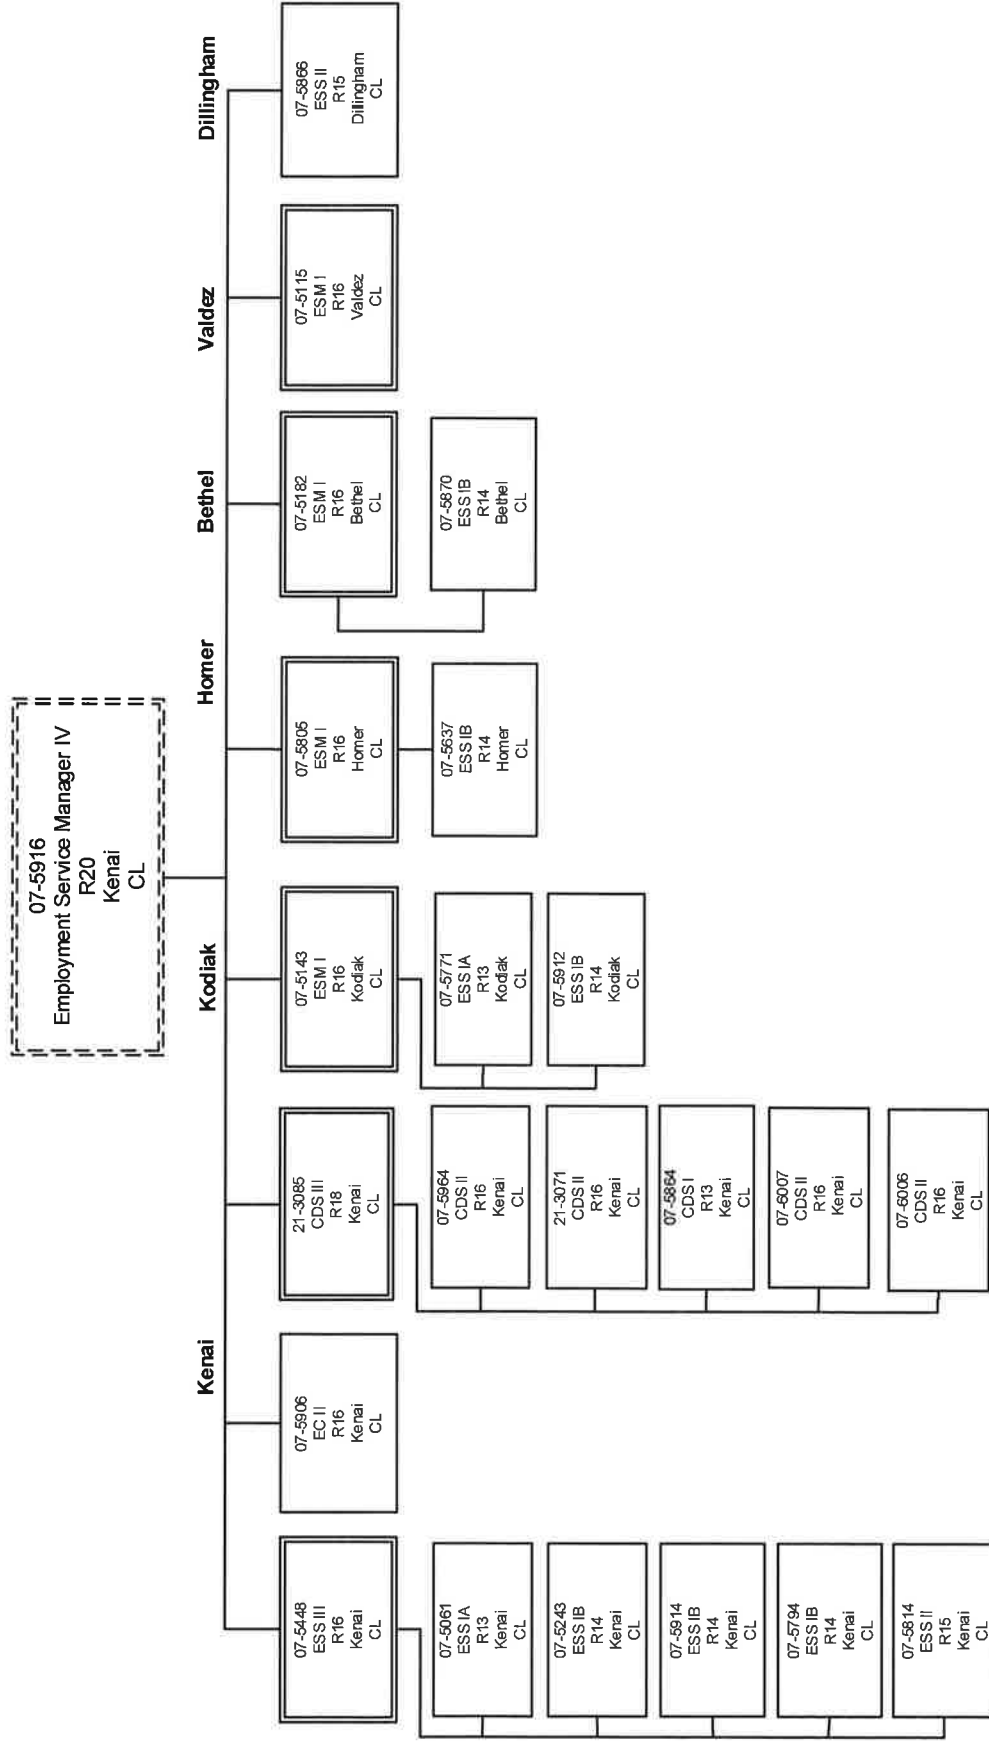 07-5916
Employment Service Manager IV
R20
Kenai
CL
Kenai
Kodiak
Homer
Bethel
Valdez
Dillingham
07-5448
ESS III
R16
Kenai
CL
07-5061
ESS IA
R13
Kenai
CL
07-5243
ESS IB
R14
Kenai
CL
07-5914
ESS IB
R14
Kenai
CL
07-5794
ESS IB
R14
Kenai
CL
07-5814
ESS II
R15
Kenai
CL
07-5906
EC II
R16
Kenai
CL
21-3085
CDS III
R18
Kenai
CL
07-5964
CDS II
R16
Kenai
CL
21-3071
CDS II
R16
Kenai
CL
07-5864
CDS I
R13
Kenai
CL
07-6007
CDS II
R16
Kenai
CL
07-6006
CDS II
R16
Kenai
CL
07-5143
ESM I
R16
Kodiak
CL
07-5771
ESS IA
R13
Kodiak
CL
07-5912
ESS IB
R14
Kodiak
CL
07-5805
ESM I
R16
Homer
CL
07-5637
ESS IB
R14
Homer
CL
07-5182
ESM I
R16
Bethel
CL
07-5870
ESS IB
R14
Bethel
CL
07-5115
ESM I
R16
Valdez
CL
07-5866
ESS II
R15
Dillingham
CL